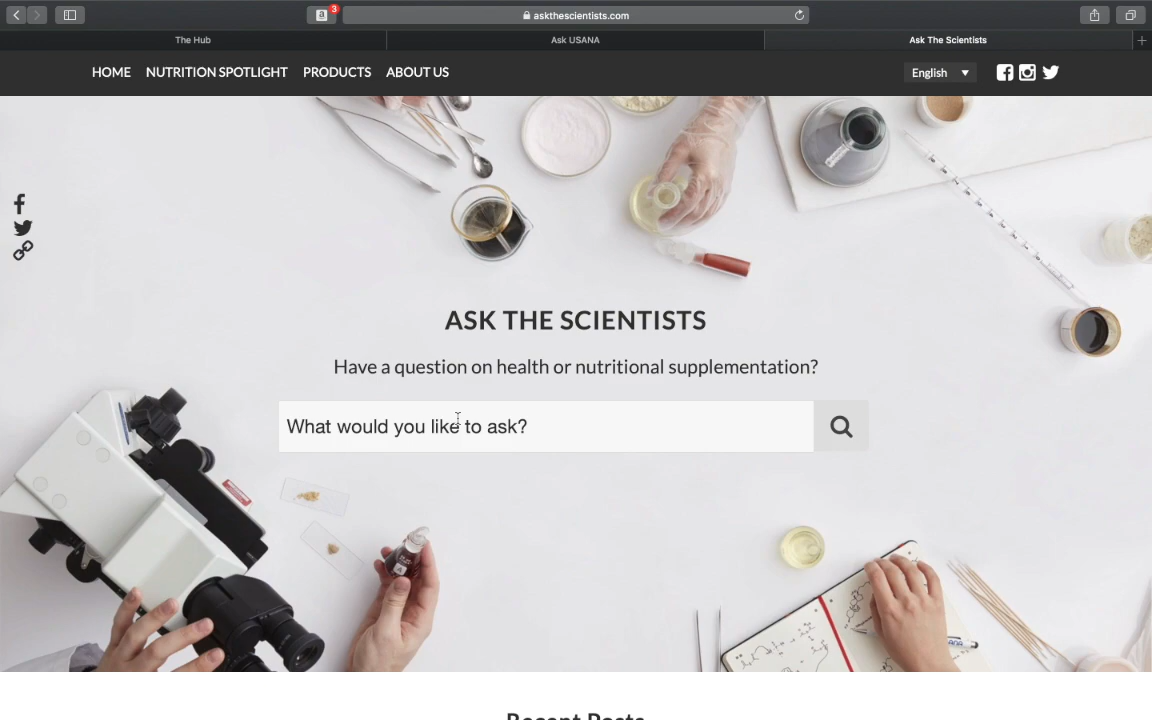 3
askthescientists.com
The Hub
Ask USANA
Ask The Scientists
HOME
NUTRITION SPOTLIGHT
PRODUCTS
ABOUT US
English
ASK THE SCIENTISTS
Have a question on health or nutritional supplementation?
What would you like to ask?
Recent Posts